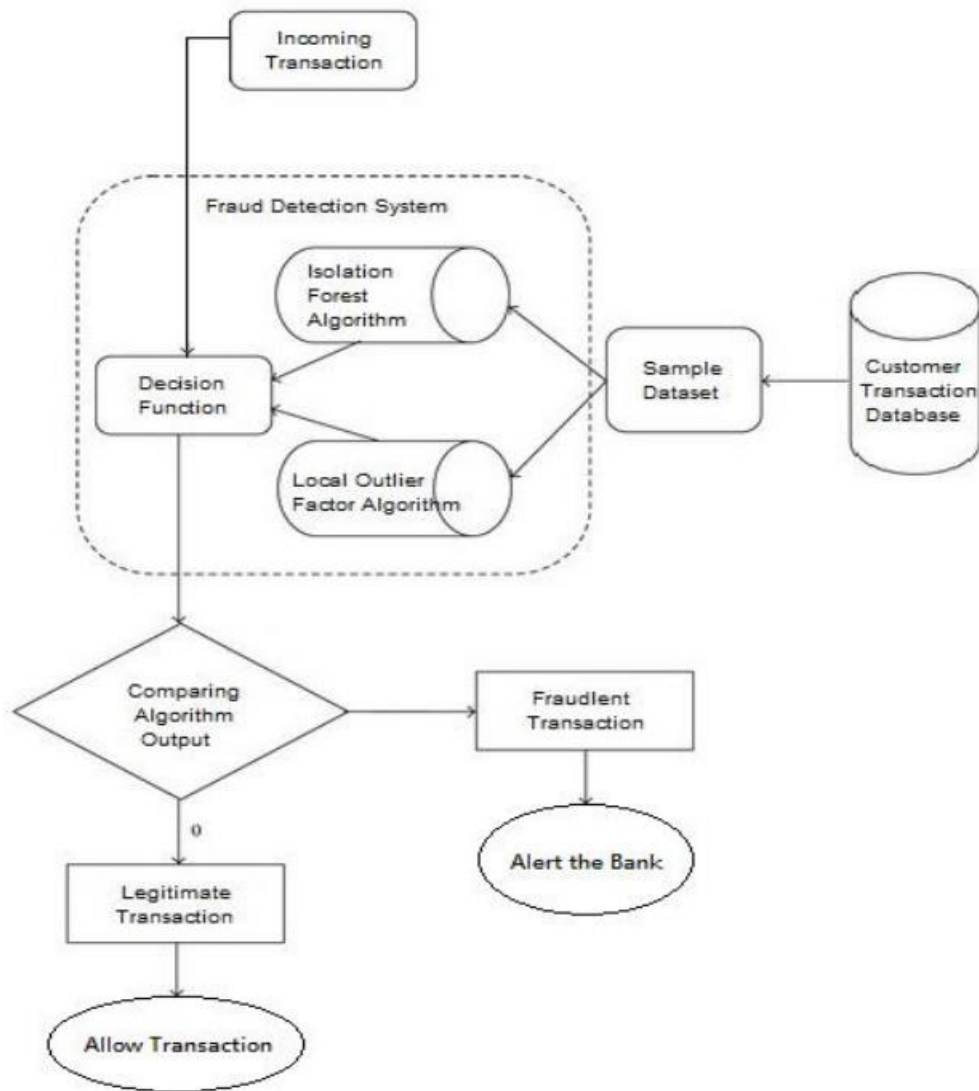 Incoming
Transaction
Fraud Detection System
Isolation
Forest
Algorithm
Decision
Function
Sample
Dataset
Customer
Transaction
Database
Local Outlier
Factor Algorithm
Comparing
Algorithm
Output
Fraudlent
Transaction
0
Alert the Bank
Legitimate
Transaction
Allow Transaction